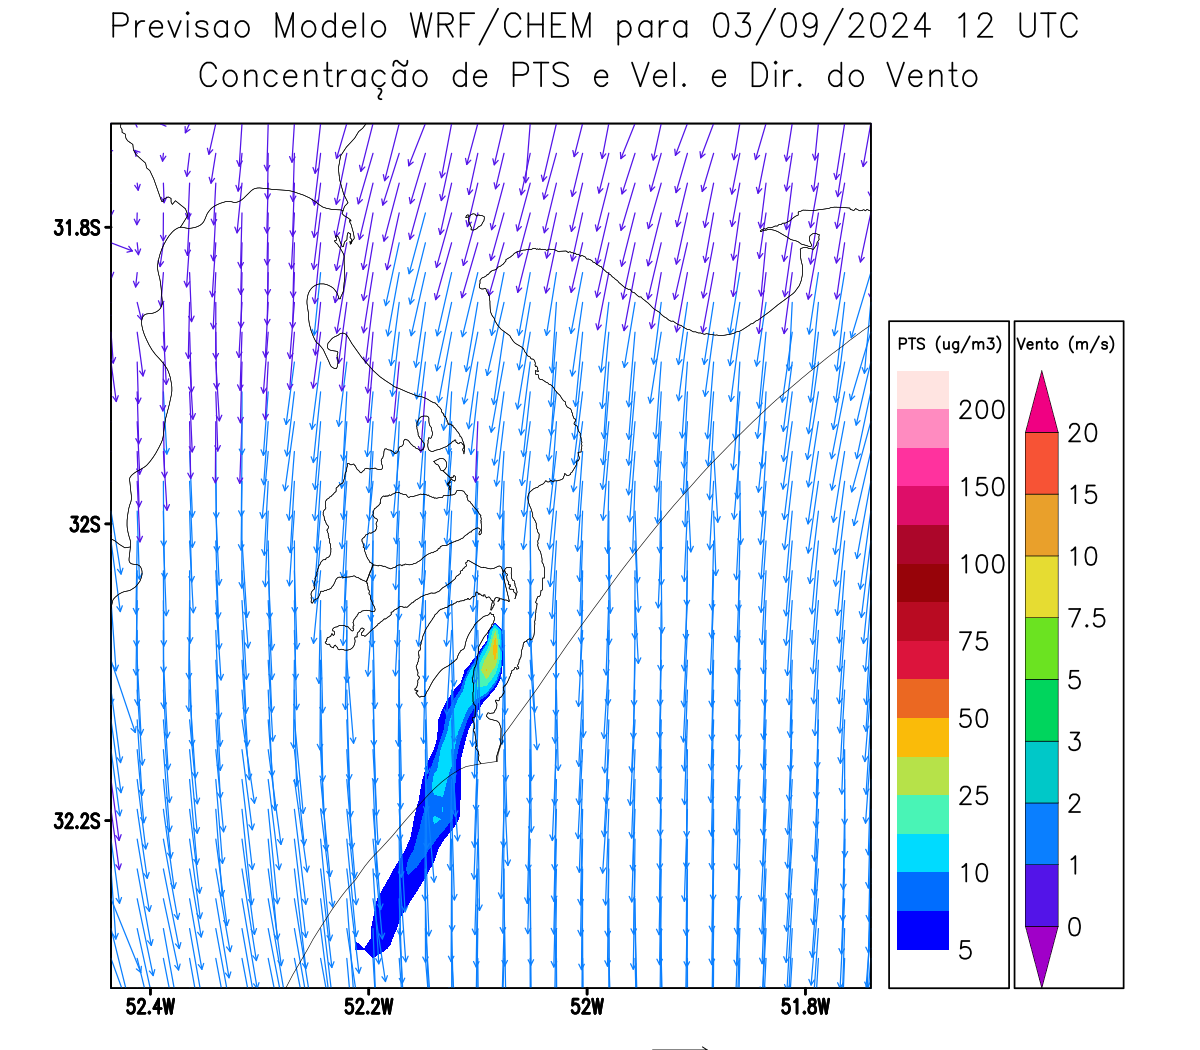 Previsao Modelo WRF/CHEM para 03/09/2024 12 UTC
Concentração de PTS e Vel. e Dir. do Vento
31.8S
32S
32.2S
52.4W
52.2W
52W
51.8W
PTS (ug/m3)
200
150
100
75
50
25
10
5
Vento (m/s)
20
15
10
7.5
5
3
2
1
0